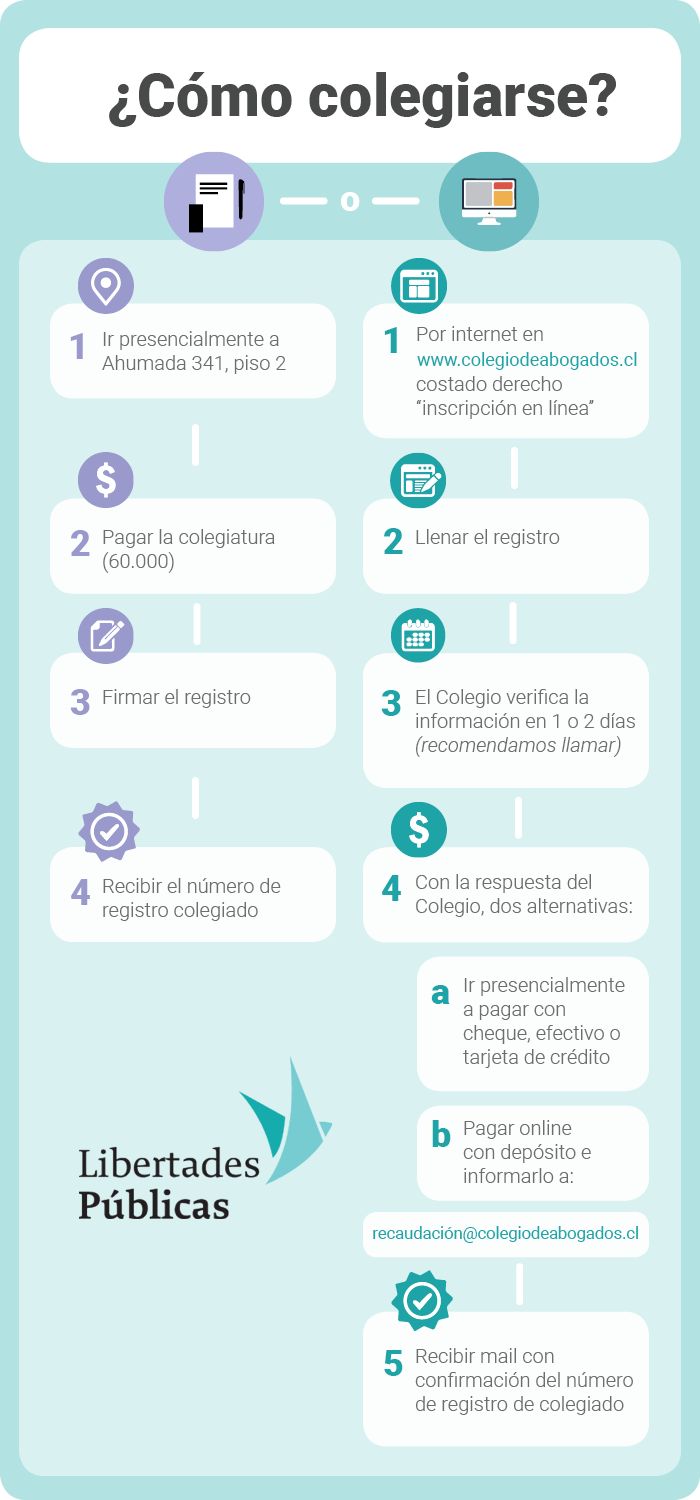 ¿Cómo colegiarse?
o
1 Ir presencialmente a
Ahumada 341, piso 2
2 Pagar la colegiatura
(60.000)
3 Firmar el registro
4 Recibir el número de
registro colegiado
1 Por internet en
www.colegiodeabogados.cl
costado derecho
“inscripción en línea”
2 Llenar el registro
3 El Colegio verifica la
información en 1 o 2 días
(recomendamos llamar)
4 Con la respuesta del
Colegio, dos alternativas:
a Ir presencialmente
a pagar con
cheque, efectivo o
tarjeta de crédito
b Pagar online
con depósito e
informarlo a:
recaudación@colegiodeabogados.cl
5 Recibir mail con
confirmación del número
de registro de colegiado
Libertades
Públicas